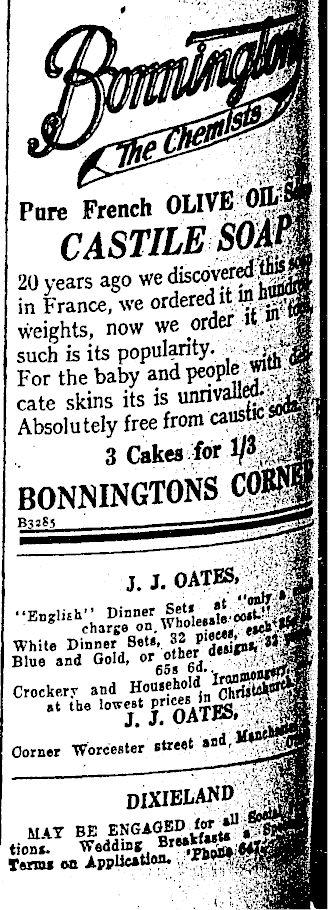 Bonnington
The Chemists
Pure French OLIVE OIL
CASTILE SOAP
20 years ago we discovered this
in France, we ordered it in
weights, now we order it in
such is its popularity.
For the baby and people with
cate skins its is unrivalled.
Absolutely free from caustic soda.
3 Cakes for 1/3
BONNINGTONS CORNER
B3285
J. J. OATES,
"English" Dinner Sets at "only a
charge on Wholesale cost."
White Dinner Sets, 32 pieces, each
Blue and Gold, or other designs,
65s 6d.
Crockery and Household Ironmongery
at the lowest prices in Christchurch.
J. J. OATES,
Corner Worcester street and
DIXIELAND
MAY BE ENGAGED for all
tions. Wedding Breakfasts a
Terms on Application. 'Phone 647.